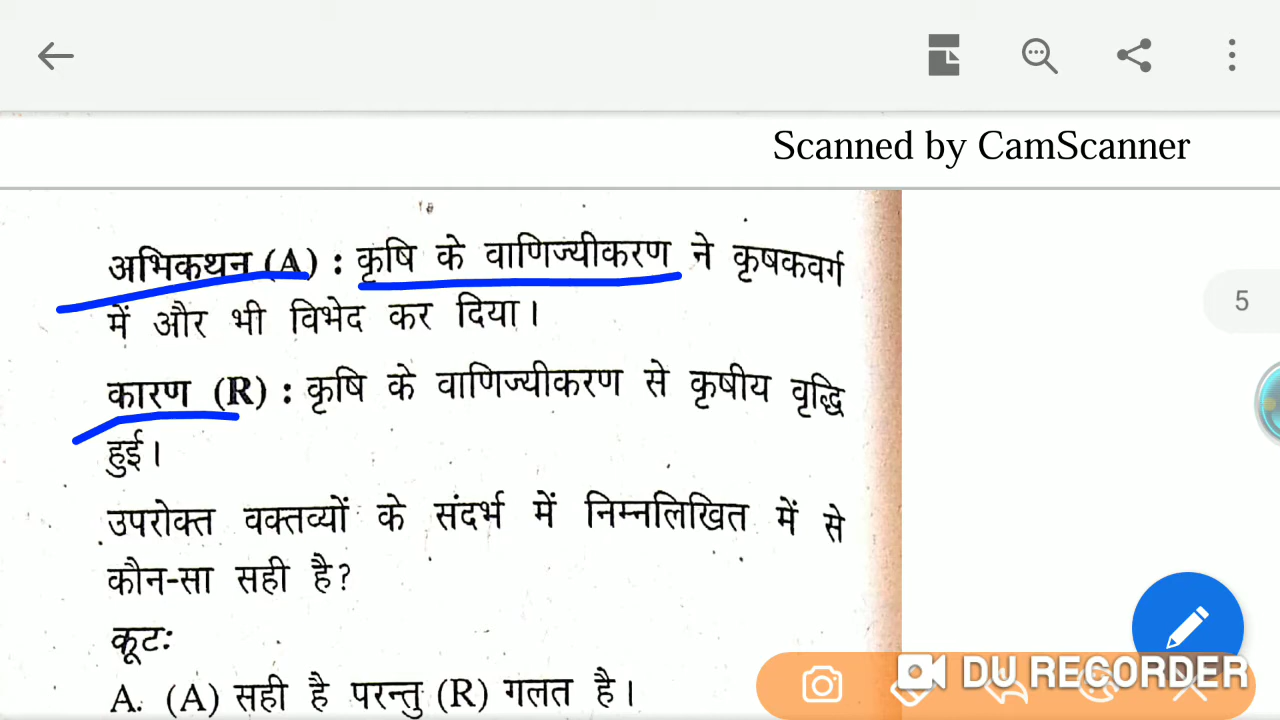 Scanned by CamScanner
अभिकथन (A) : कृषि के वाणिज्यीकरण ने कृषकवर्ग
में और भी विभेद कर दिया।
5
कारण (R) : कृषि के वाणिज्यीकरण से कृषीय वृद्धि
हुई।
उपरोक्त वक्तव्यों के संदर्भ में निम्नलिखित में से
कौन-सा सही है?
कूटः
A. (A) सही है परन्तु (R) गलत है।
DU RECORDER